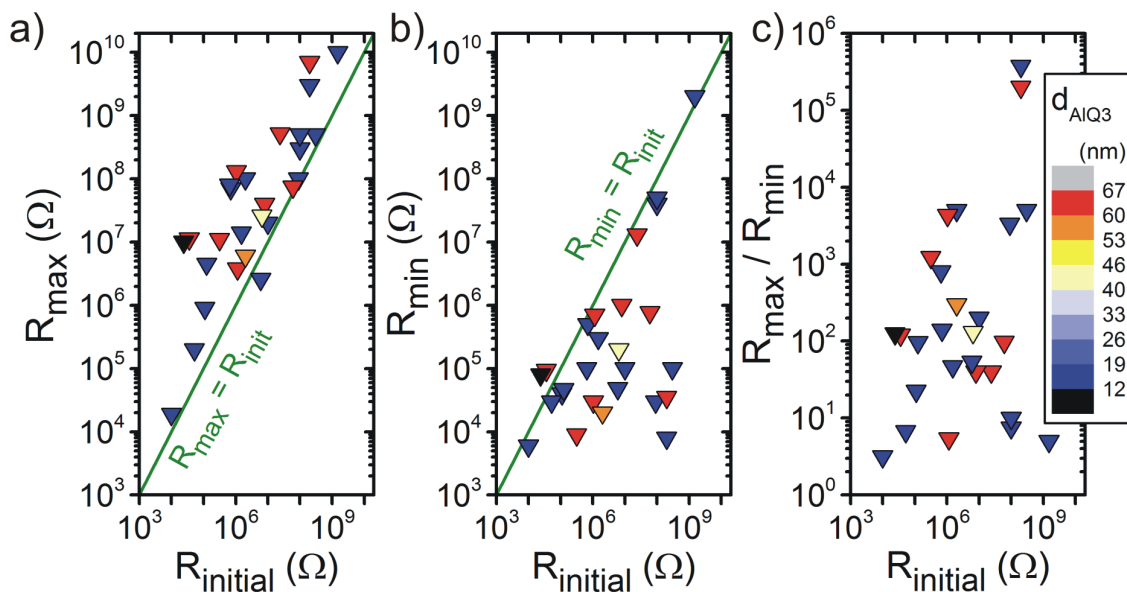 a)
R_max (Ω)
10^10
10^9
10^8
10^7
10^6
10^5
10^4
10^3
R_max = R_init
10^3 10^6 10^9
R_initial (Ω)
b)
R_min (Ω)
10^10
10^9
10^8
10^7
10^6
10^5
10^4
10^3
R_min = R_init
10^3 10^6 10^9
R_initial (Ω)
c)
R_max / R_min
10^6
10^5
10^4
10^3
10^2
10^1
10^0
10^3 10^6 10^9
R_initial (Ω)
d_AlQ3
(nm)
67
60
53
46
40
33
26
19
12